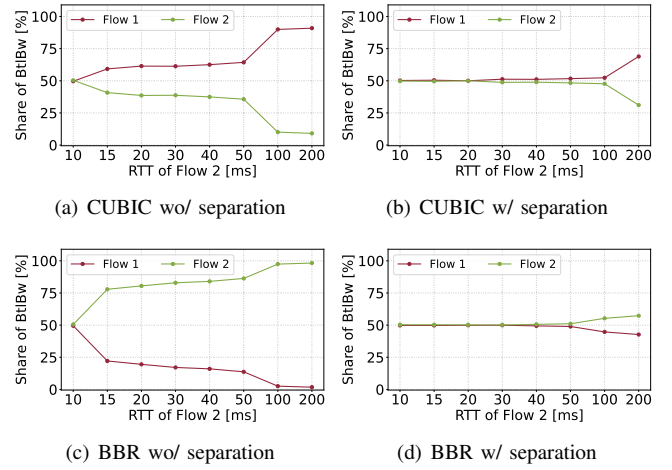 Share of BtlBw [%]
Flow 1 Flow 2
100
75
50
25
0
10 15 20 30 40 50 100 200
RTT of Flow 2 [ms]
(a) CUBIC wo/ separation
Share of BtlBw [%]
Flow 1 Flow 2
100
75
50
25
0
10 15 20 30 40 50 100 200
RTT of Flow 2 [ms]
(b) CUBIC w/ separation
Share of BtlBw [%]
Flow 1 Flow 2
100
75
50
25
0
10 15 20 30 40 50 100 200
RTT of Flow 2 [ms]
(c) BBR wo/ separation
Share of BtlBw [%]
Flow 1 Flow 2
100
75
50
25
0
10 15 20 30 40 50 100 200
RTT of Flow 2 [ms]
(d) BBR w/ separation